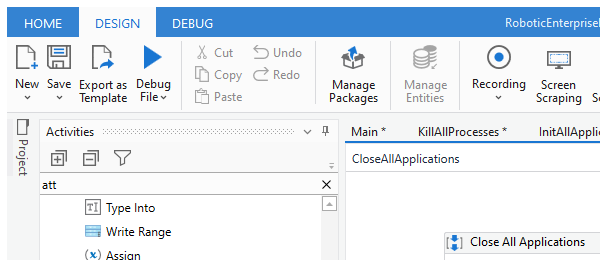 HOME DESIGN DEBUG RoboticEnterprise
New Save Export as Template Debug File Cut Copy Paste Undo Redo Manage Packages Manage Entities Recording Screen Scraping
Project
Activities
Main * KillAllProcesses * InitAllApplic
CloseAllApplications
att
Type Into
Write Range
Assign
Close All Applications